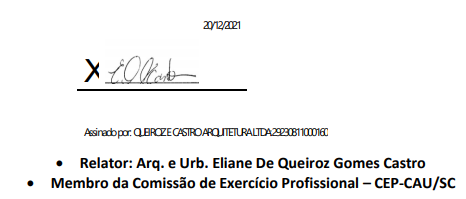 20/12/2021
X
Assinado por: QUEIROZ E CASTRO ARQUITETURA LTDA:29230811000160
• Relator: Arq. e Urb. Eliane De Queiroz Gomes Castro
• Membro da Comissão de Exercício Profissional – CEP-CAU/SC